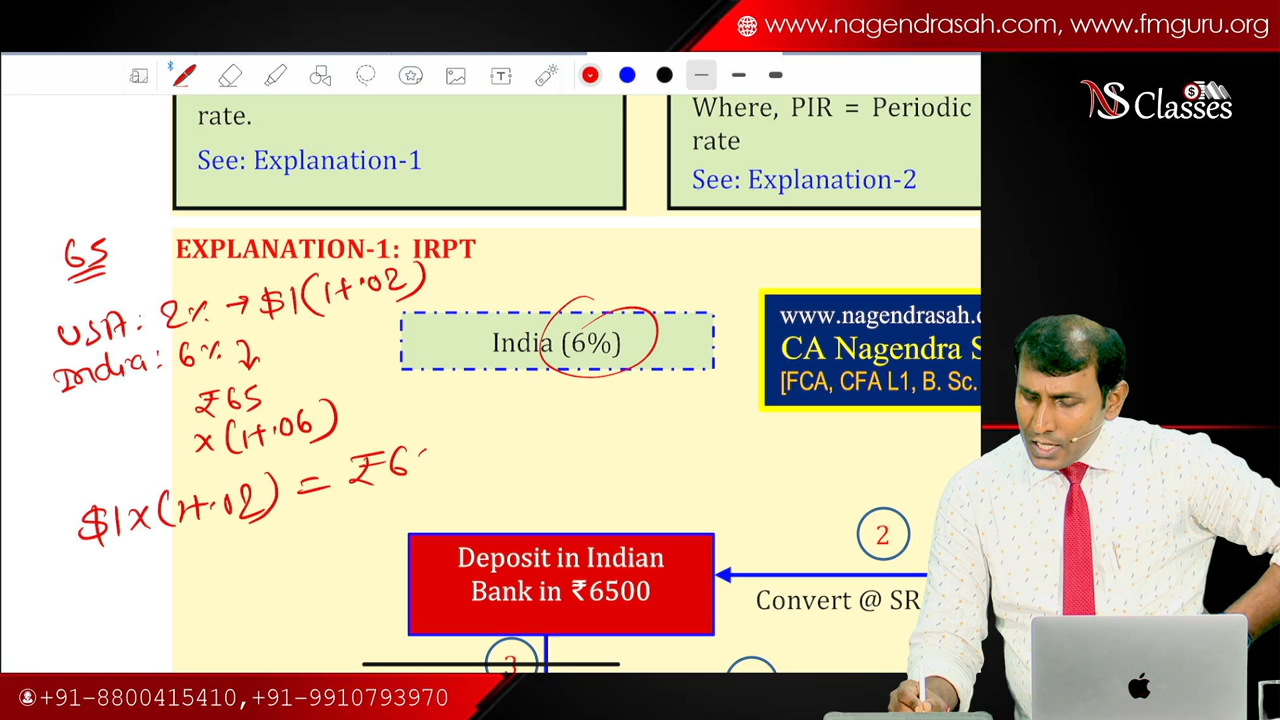 www.nagendrasah.com, www.fmguru.org
NS Classes
rate.
See: Explanation-1
Where, PIR = Periodic
rate
See: Explanation-2
65
EXPLANATION-1: IRPT
USA: 2% → $1(1+.02)
India: 6%
₹65
x (1+.06)
$1x(1+.02) = ₹6
India (6%)
www.nagendrasah.c
CA Nagendra S
[FCA, CFA L1, B. Sc.
Deposit in Indian
Bank in ₹6500
2
Convert @ SR
3
+91-8800415410,+91-9910793970